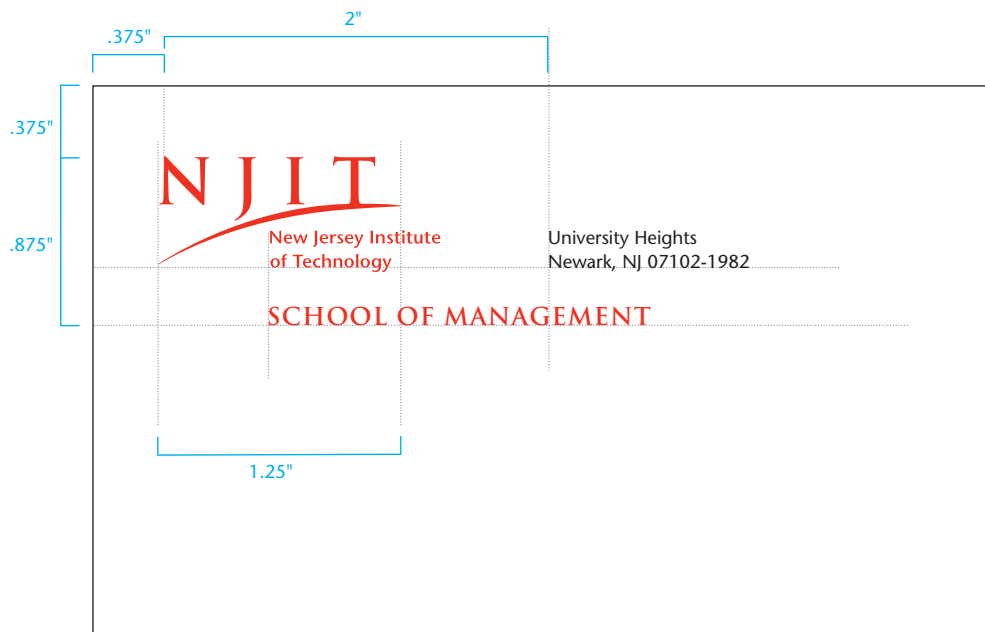 2"
.375"
.375"
NJIT
.875"
New Jersey Institute
of Technology
University Heights
Newark, NJ 07102-1982
SCHOOL OF MANAGEMENT
1.25"